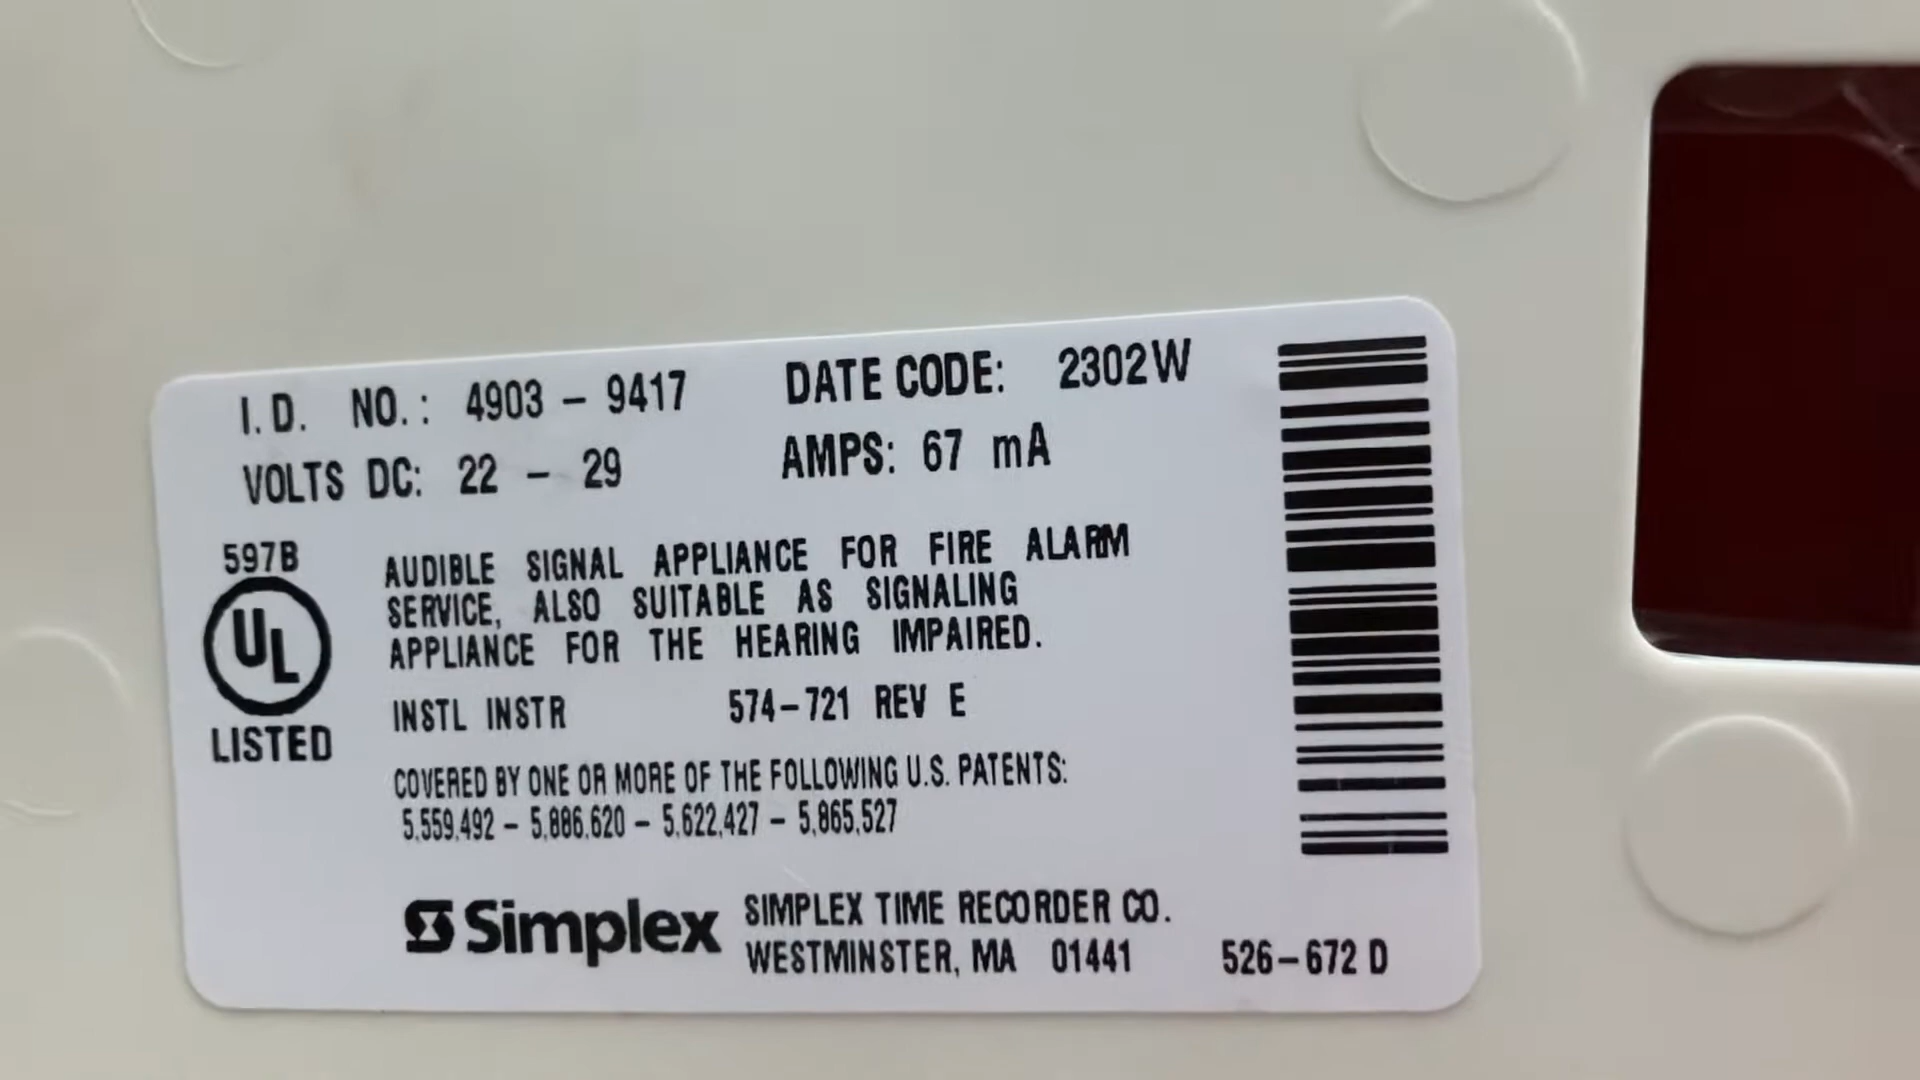 I.D. NO.: 4903 - 9417 DATE CODE: 2302W
VOLTS DC: 22 - 29 AMPS: 67 mA
597B
UL
LISTED
AUDIBLE SIGNAL APPLIANCE FOR FIRE ALARM
SERVICE, ALSO SUITABLE AS SIGNALING
APPLIANCE FOR THE HEARING IMPAIRED.
INSTL INSTR 574-721 REV E
COVERED BY ONE OR MORE OF THE FOLLOWING U.S. PATENTS:
5,559,492 - 5,886,620 - 5,622,427 - 5,865,527
Simplex SIMPLEX TIME RECORDER CO.
WESTMINSTER, MA 01441 526-672 D